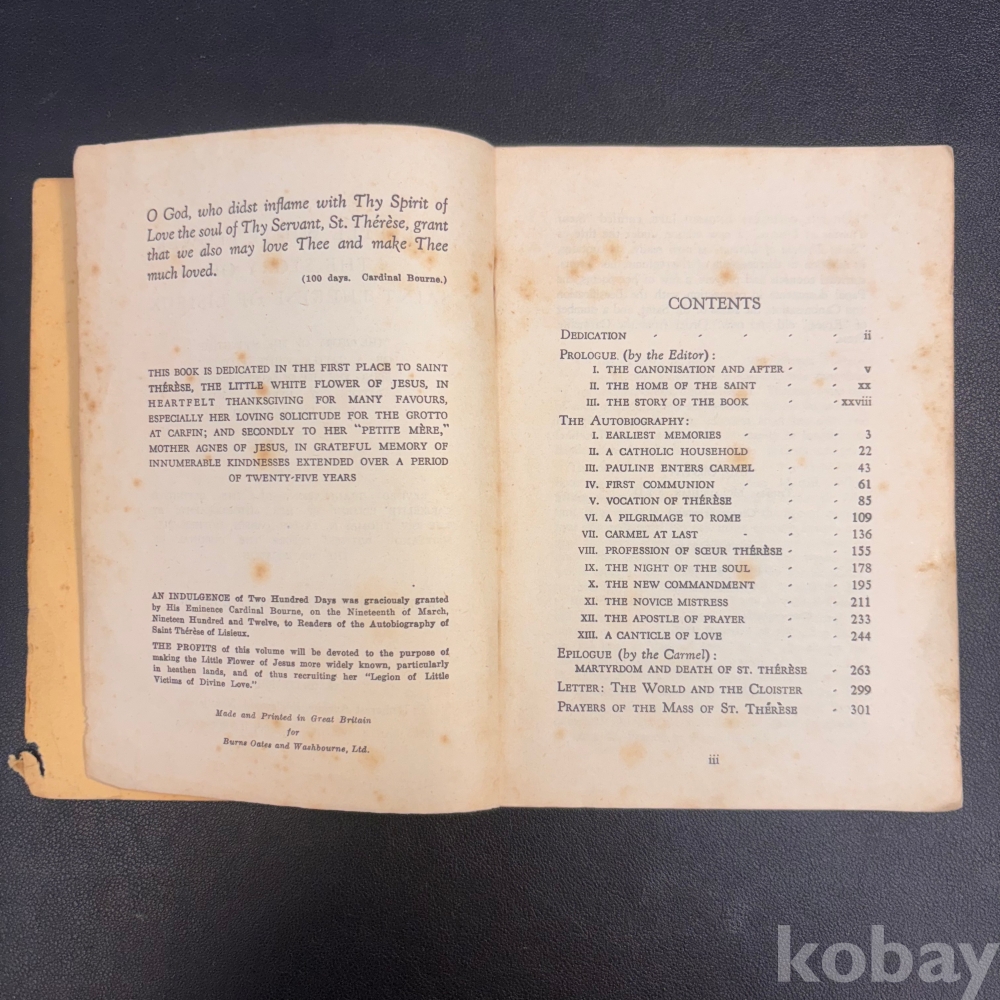 O God, who didst inflame with Thy Spirit of
Love the soul of Thy Servant, St. Thérèse, grant
that we also may love Thee and make Thee
much loved.
(100 days. Cardinal Bourne.)
THIS BOOK IS DEDICATED IN THE FIRST PLACE TO SAINT
THÉRÈSE, THE LITTLE WHITE FLOWER OF JESUS, IN
HEARTFELT THANKSGIVING FOR MANY FAVOURS,
ESPECIALLY HER LOVING SOLICITUDE FOR THE GROTTO
AT CARFIN; AND SECONDLY TO HER "PETITE MÈRE,"
MOTHER AGNES OF JESUS, IN GRATEFUL MEMORY OF
INNUMERABLE KINDNESSES EXTENDED OVER A PERIOD
OF TWENTY-FIVE YEARS
AN INDULGENCE of Two Hundred Days was graciously granted
by His Eminence Cardinal Bourne, on the Nineteenth of March,
Nineteen Hundred and Twelve, to Readers of the Autobiography of
Saint Thérèse of Lisieux.
THE PROFITS of this volume will be devoted to the purpose of
making the Little Flower of Jesus more widely known, particularly
in heathen lands, and of thus recruiting her "Legion of Little
Victims of Divine Love."
Made and Printed in Great Britain
for
Burns Oates and Washbourne, Ltd.
CONTENTS
DEDICATION - - - - - ii
PROLOGUE (by the Editor):
I. THE CANONISATION AND AFTER - - v
II. THE HOME OF THE SAINT - - xx
III. THE STORY OF THE BOOK - - xxviii
THE AUTOBIOGRAPHY:
I. EARLIEST MEMORIES - - - 3
II. A CATHOLIC HOUSEHOLD - - - 22
III. PAULINE ENTERS CARMEL - - 43
IV. FIRST COMMUNION - - - 61
V. VOCATION OF THÉRÈSE - - 85
VI. A PILGRIMAGE TO ROME - - 109
VII. CARMEL AT LAST - - - 136
VIII. PROFESSION OF SŒUR THÉRÈSE - - 155
IX. THE NIGHT OF THE SOUL - - 178
X. THE NEW COMMANDMENT - - 195
XI. THE NOVICE MISTRESS - - 211
XII. THE APOSTLE OF PRAYER - - 233
XIII. A CANTICLE OF LOVE - - 244
EPILOGUE (by the Carmel):
MARTYRDOM AND DEATH OF ST. THÉRÈSE - 263
LETTER: THE WORLD AND THE CLOISTER - 299
PRAYERS OF THE MASS OF ST. THÉRÈSE - 301
iii
kobay